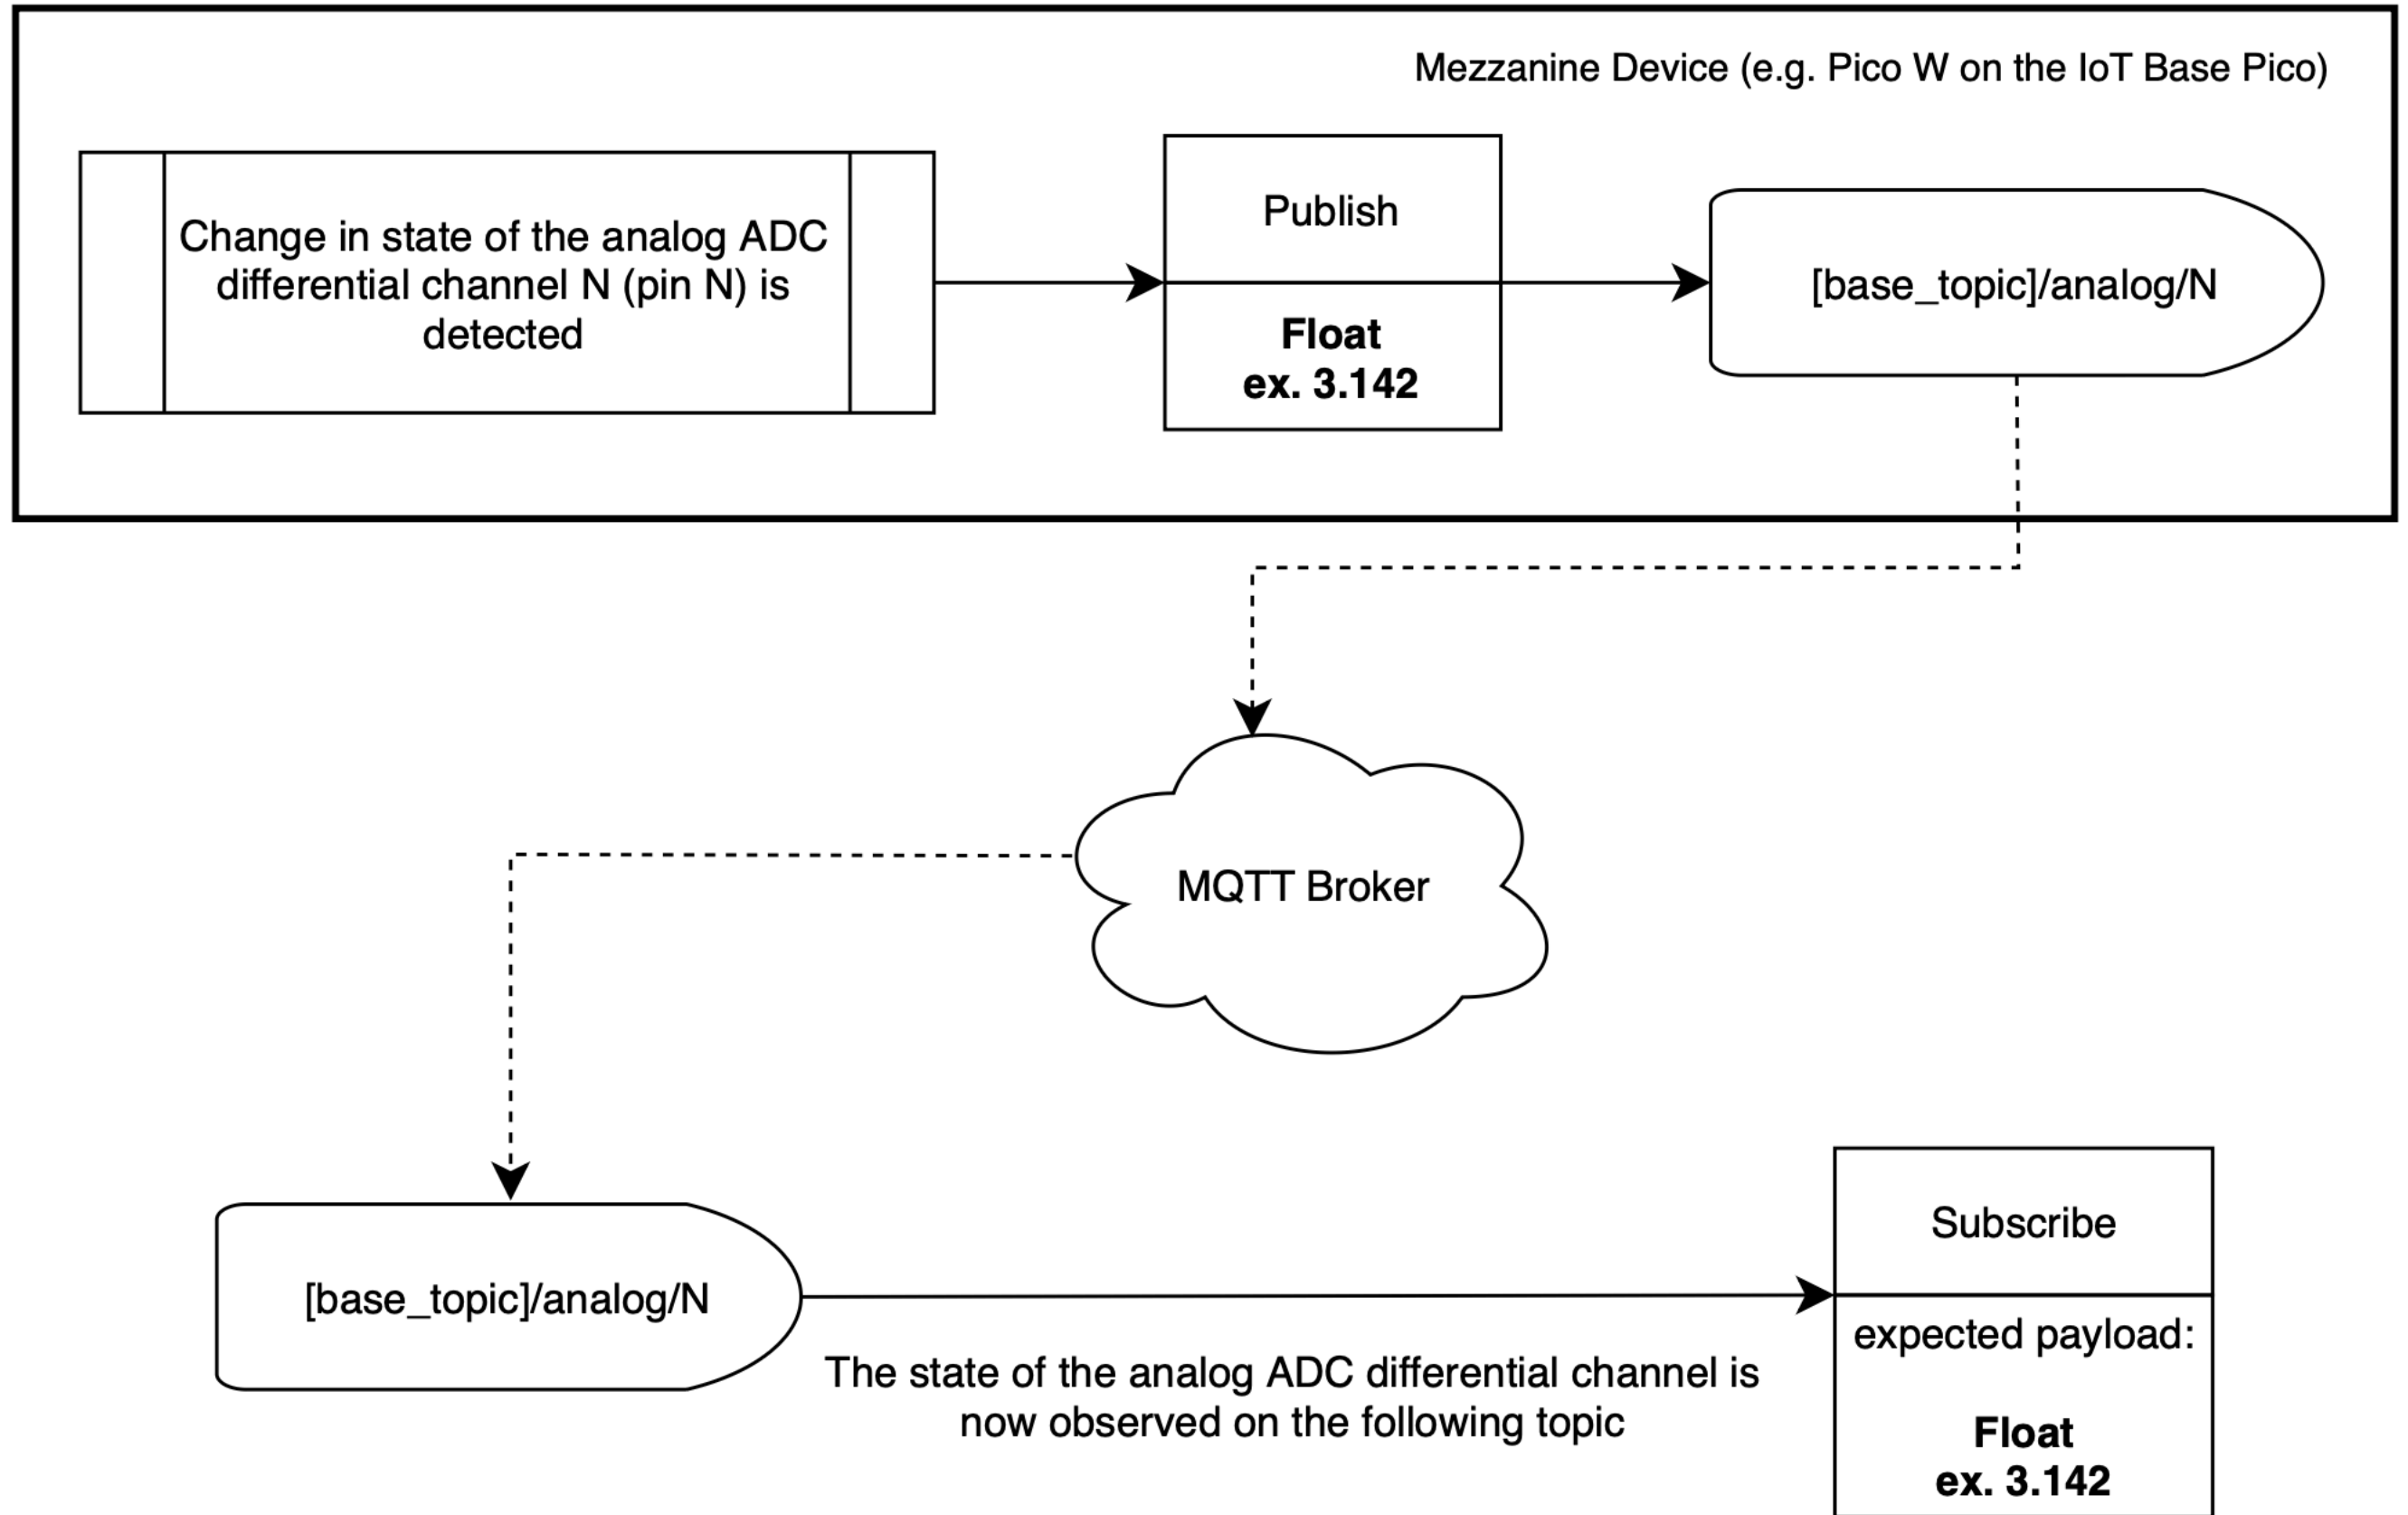 Mezzanine Device (e.g. Pico W on the IoT Base Pico)
Change in state of the analog ADC
differential channel N (pin N) is
detected
Publish
Float
ex. 3.142
[base_topic]/analog/N
MQTT Broker
[base_topic]/analog/N
The state of the analog ADC differential channel is
now observed on the following topic
Subscribe
expected payload:
Float
ex. 3.142